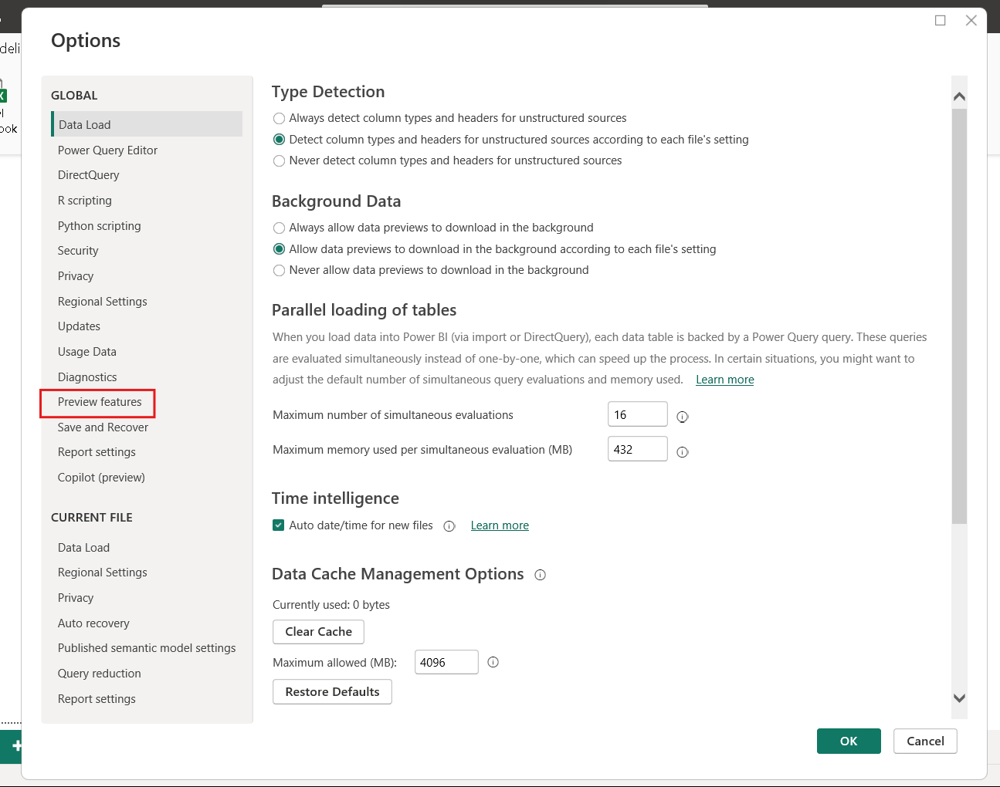 Options
GLOBAL
Data Load
Power Query Editor
DirectQuery
R scripting
Python scripting
Security
Privacy
Regional Settings
Updates
Usage Data
Diagnostics
Preview features
Save and Recover
Report settings
Copilot (preview)
CURRENT FILE
Data Load
Regional Settings
Privacy
Auto recovery
Published semantic model settings
Query reduction
Report settings
Type Detection
Always detect column types and headers for unstructured sources
Detect column types and headers for unstructured sources according to each file's setting
Never detect column types and headers for unstructured sources
Background Data
Always allow data previews to download in the background
Allow data previews to download in the background according to each file's setting
Never allow data previews to download in the background
Parallel loading of tables
When you load data into Power BI (via import or DirectQuery), each data table is backed by a Power Query query. These queries
are evaluated simultaneously instead of one-by-one, which can speed up the process. In certain situations, you might want to
adjust the default number of simultaneous query evaluations and memory used. Learn more
Maximum number of simultaneous evaluations 16
Maximum memory used per simultaneous evaluation (MB) 432
Time intelligence
Auto date/time for new files Learn more
Data Cache Management Options
Currently used: 0 bytes
Clear Cache
Maximum allowed (MB): 4096
Restore Defaults
OK Cancel